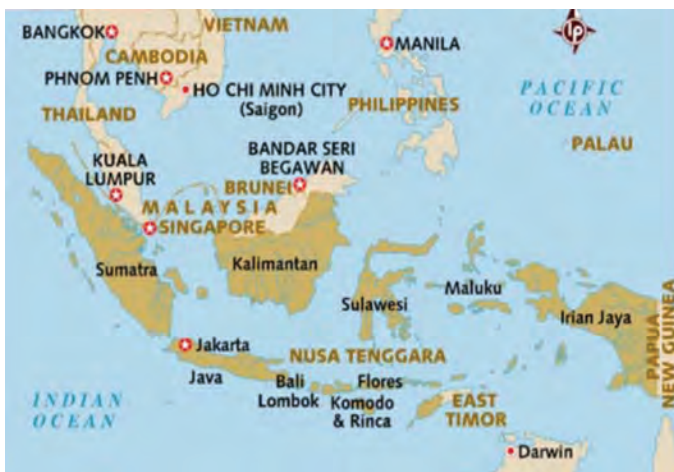 VIETNAM
BANGKOK
MANILA
lp
CAMBODIA
PHNOM PENH
HO CHI MINH CITY
(Saigon)
PACIFIC
OCEAN
THAILAND
PHILIPPINES
PALAU
KUALA
LUMPUR
BANDAR SERI
BEGAWAN
BRUNEI
MALAYSIA
SINGAPORE
Sumatra
Kalimantan
Sulawesi
Maluku
Irian Jaya
PAPUA
NEW GUINEA
Jakarta
NUSA TENGGARA
Java
Bali
Lombok
Flores
Komodo
& Rinca
EAST
TIMOR
INDIAN
OCEAN
Darwin